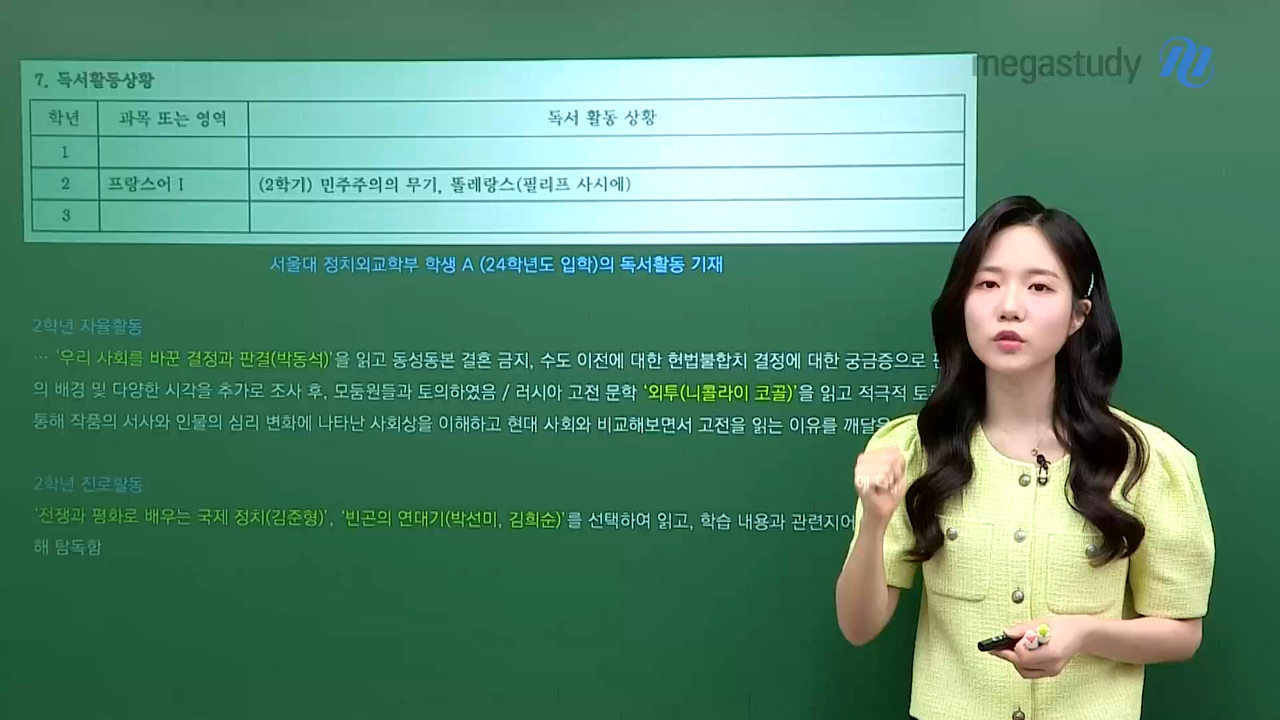 megastudy
7. 독서활동상황
학년 과목 또는 영역 독서 활동 상황
1
2 프랑스어 I (2학기) 민주주의의 무기, 똘레랑스(필리프 사시에)
3
서울대 정치외교학부 학생 A (24학년도 입학)의 독서활동 기재
2학년 자율활동
… ‘우리 사회를 바꾼 결정과 판결(박동석)’을 읽고 동성동본 결혼 금지, 수도 이전에 대한 헌법불합치 결정에 대한 궁금증으로
의 배경 및 다양한 시각을 추가로 조사 후, 모둠원들과 토의하였음 / 러시아 고전 문학 ‘외투(니콜라이 코골)’을 읽고 적극적
통해 작품의 서사와 인물의 심리 변화에 나타난 사회상을 이해하고 현대 사회와 비교해보면서 고전을 읽는 이유를
2학년 진로활동
‘전쟁과 평화로 배우는 국제 정치(김준형)’, ‘빈곤의 연대기(박선미, 김희순)’를 선택하여 읽고, 학습 내용과 관련지어
해 탐독함